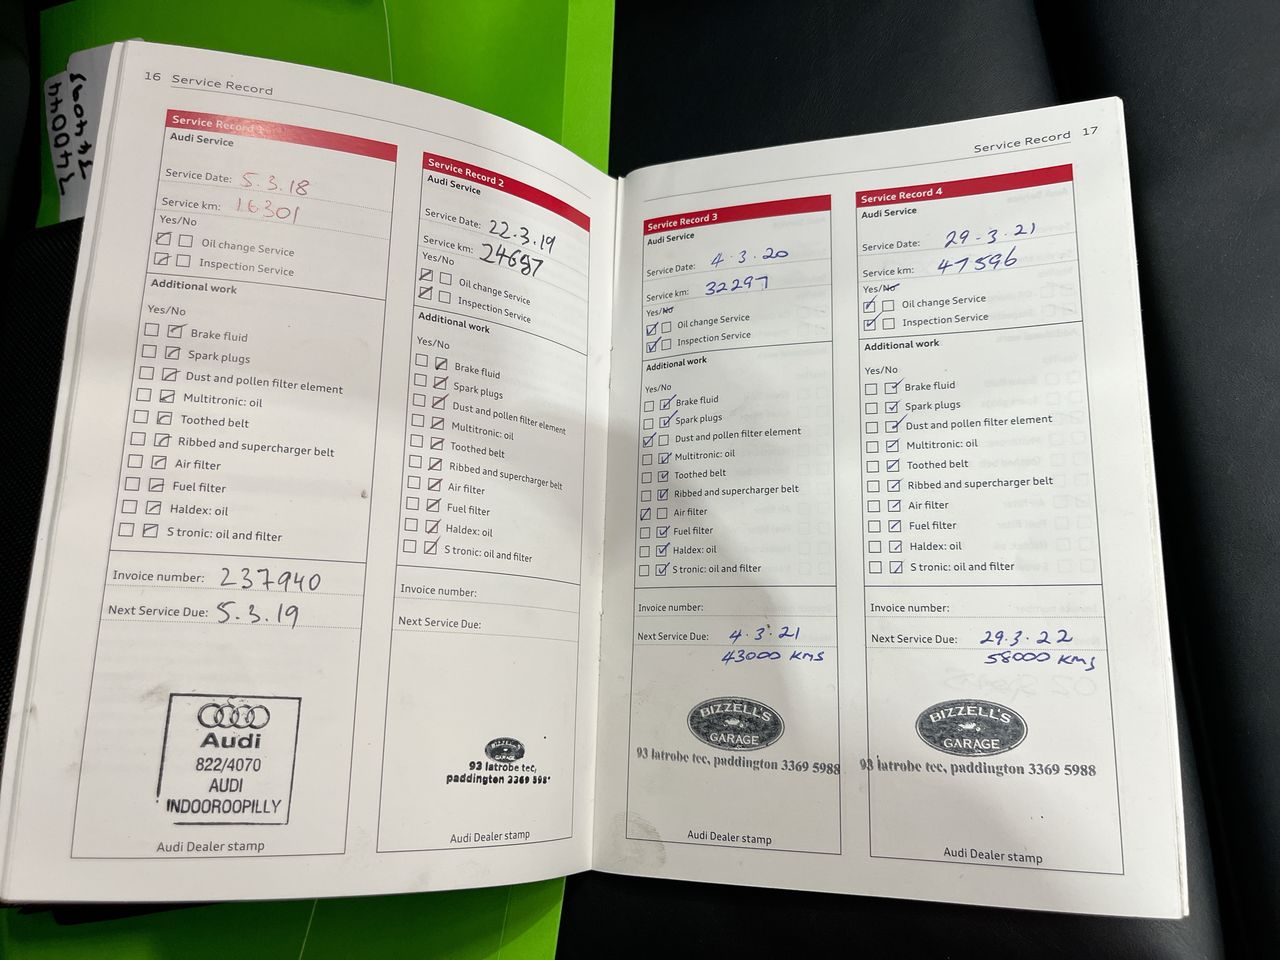 16 Service Record
Service Record 1
Audi Service
Service Date: 5.3.18
Service km: 16301
Yes/No
Oil change Service
Inspection Service
Additional work
Yes/No
Brake fluid
Spark plugs
Dust and pollen filter element
Multitronic: oil
Toothed belt
Ribbed and supercharger belt
Air filter
Fuel filter
Haldex: oil
S tronic: oil and filter
Invoice number: 237940
Next Service Due: 5.3.19
Audi
822/4070
AUDI
INDOOROOPILLY
Audi Dealer stamp
Service Record 2
Audi Service
Service Date: 22.3.19
Service km: 24687
Yes/No
Oil change Service
Inspection Service
Additional work
Yes/No
Brake fluid
Spark plugs
Dust and pollen filter element
Multitronic: oil
Toothed belt
Ribbed and supercharger belt
Air filter
Fuel filter
Haldex: oil
S tronic: oil and filter
Invoice number:
Next Service Due:
BIZZELL'S
GARAGE
93 latrobe tec,
paddington 3369 598
Audi Dealer stamp
Service Record 17
Service Record 3
Audi Service
Service Date: 4.3.20
Service km: 32297
Yes/No
Oil change Service
Inspection Service
Additional work
Yes/No
Brake fluid
Spark plugs
Dust and pollen filter element
Multitronic: oil
Toothed belt
Ribbed and supercharger belt
Air filter
Fuel filter
Haldex: oil
S tronic: oil and filter
Invoice number:
Next Service Due: 4.3.21
43000 kms
BIZZELL'S
GARAGE
93 latrobe tec, paddington 3369 5988
Audi Dealer stamp
Service Record 4
Audi Service
Service Date: 29.3.21
Service km: 47596
Yes/No
Oil change Service
Inspection Service
Additional work
Yes/No
Brake fluid
Spark plugs
Dust and pollen filter element
Multitronic: oil
Toothed belt
Ribbed and supercharger belt
Air filter
Fuel filter
Haldex: oil
S tronic: oil and filter
Invoice number:
Next Service Due: 29.3.22
58000 kms
BIZZELL'S
GARAGE
93 latrobe tec, paddington 3369 5988
Audi Dealer stamp